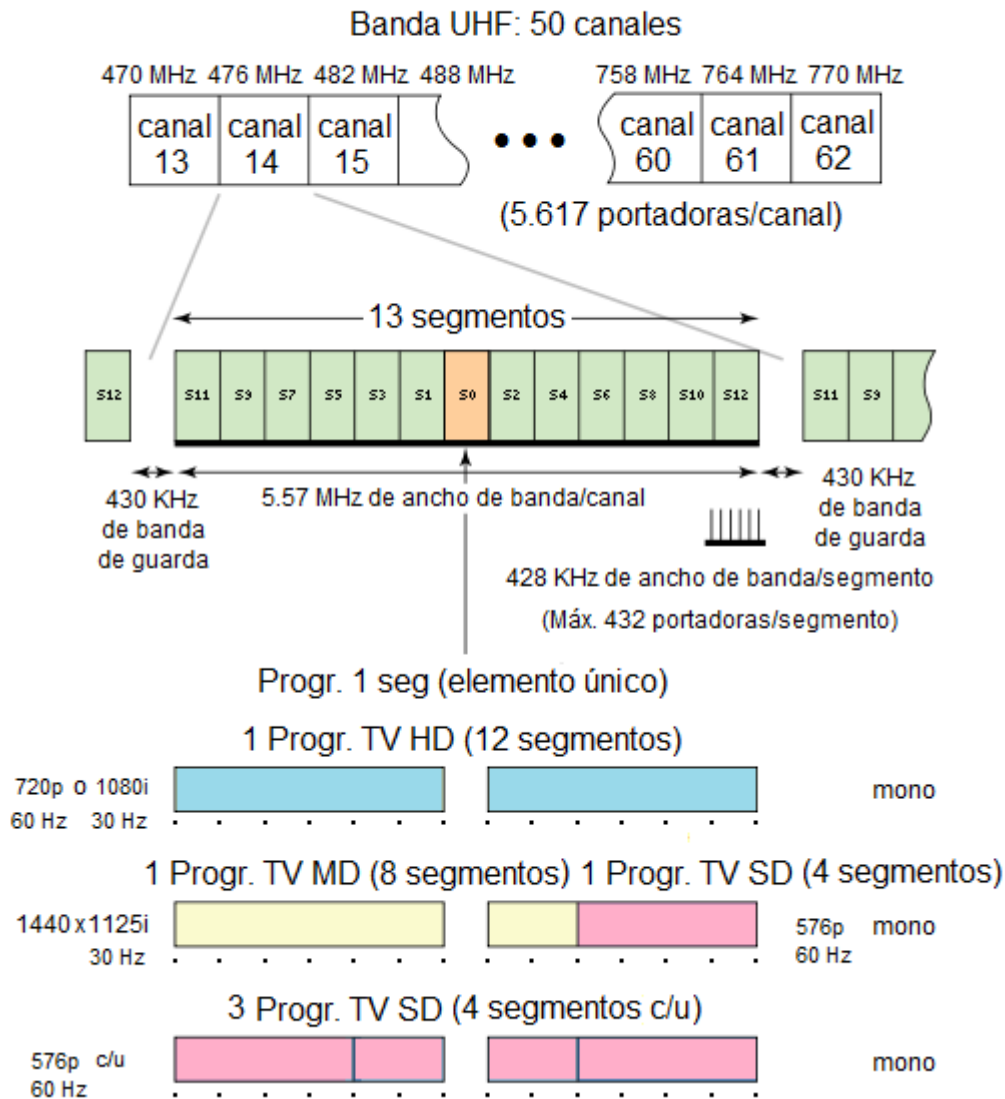 Banda UHF: 50 canales
470 MHz 476 MHz 482 MHz 488 MHz 758 MHz 764 MHz 770 MHz
canal 13
canal 14
canal 15
canal 60
canal 61
canal 62
(5.617 portadoras/canal)
13 segmentos
S12 S11 S9 S7 S5 S3 S1 S0 S2 S4 S6 S8 S10 S12 S11 S9
430 KHz
de banda
de guarda
5.57 MHz de ancho de banda/canal
430 KHz
de banda
de guarda
428 KHz de ancho de banda/segmento
(Máx. 432 portadoras/segmento)
Progr. 1 seg (elemento único)
1 Progr. TV HD (12 segmentos)
720p o 1080i
60 Hz 30 Hz
mono
1 Progr. TV MD (8 segmentos) 1 Progr. TV SD (4 segmentos)
1440 x 1125i
30 Hz
576p
60 Hz
mono
3 Progr. TV SD (4 segmentos c/u)
576p c/u
60 Hz
mono